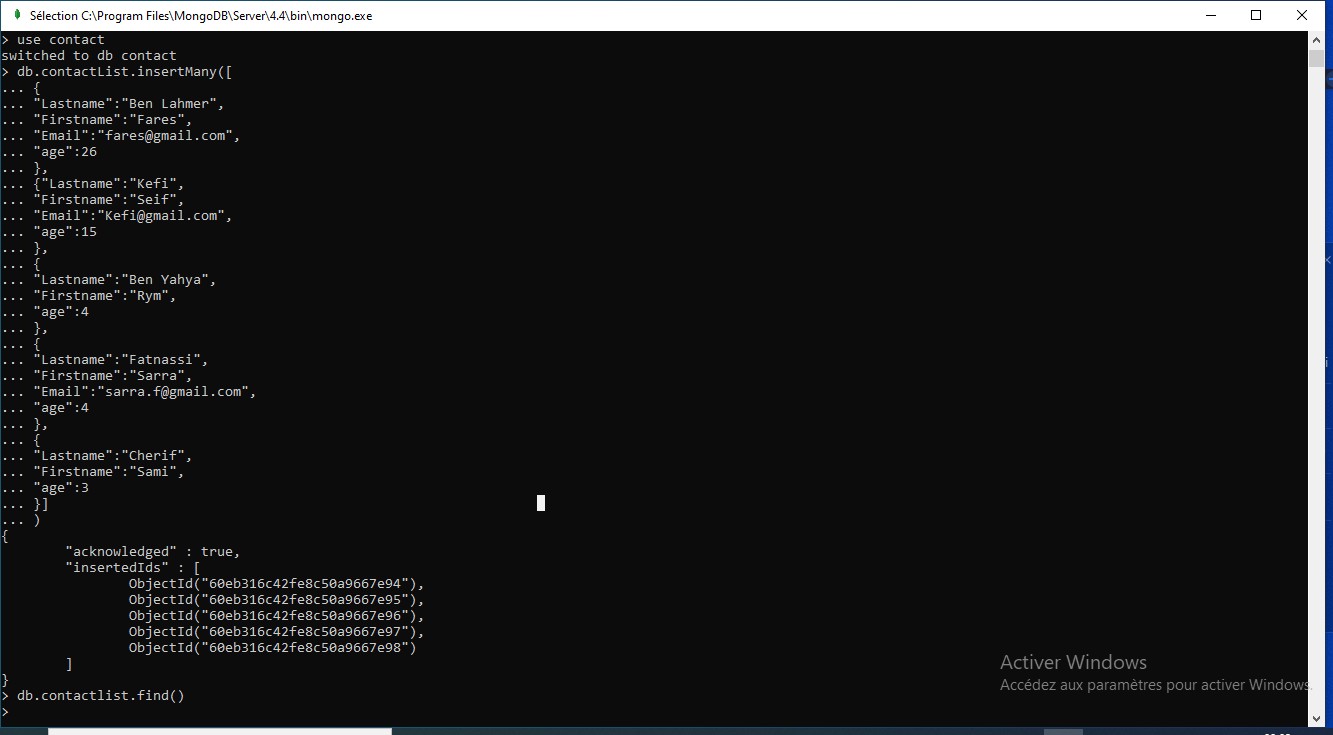 Sélection C:\Program Files\MongoDB\Server\4.4\bin\mongo.exe
> use contact
switched to db contact
> db.contactList.insertMany([
... {
... "Lastname":"Ben Lahmer",
... "Firstname":"Fares",
... "Email":"fares@gmail.com",
... "age":26
... },
... {"Lastname":"Kefi",
... "Firstname":"Seif",
... "Email":"Kefi@gmail.com",
... "age":15
... },
... {
... "Lastname":"Ben Yahya",
... "Firstname":"Rym",
... "age":4
... },
... {
... "Lastname":"Fatnassi",
... "Firstname":"Sarra",
... "Email":"sarra.f@gmail.com",
... "age":4
... },
... {
... "Lastname":"Cherif",
... "Firstname":"Sami",
... "age":3
... }]
... )
{
        "acknowledged" : true,
        "insertedIds" : [
                ObjectId("60eb316c42fe8c50a9667e94"),
                ObjectId("60eb316c42fe8c50a9667e95"),
                ObjectId("60eb316c42fe8c50a9667e96"),
                ObjectId("60eb316c42fe8c50a9667e97"),
                ObjectId("60eb316c42fe8c50a9667e98")
        ]
}
> db.contactlist.find()
>
Activer Windows
Accédez aux paramètres pour activer Windows.